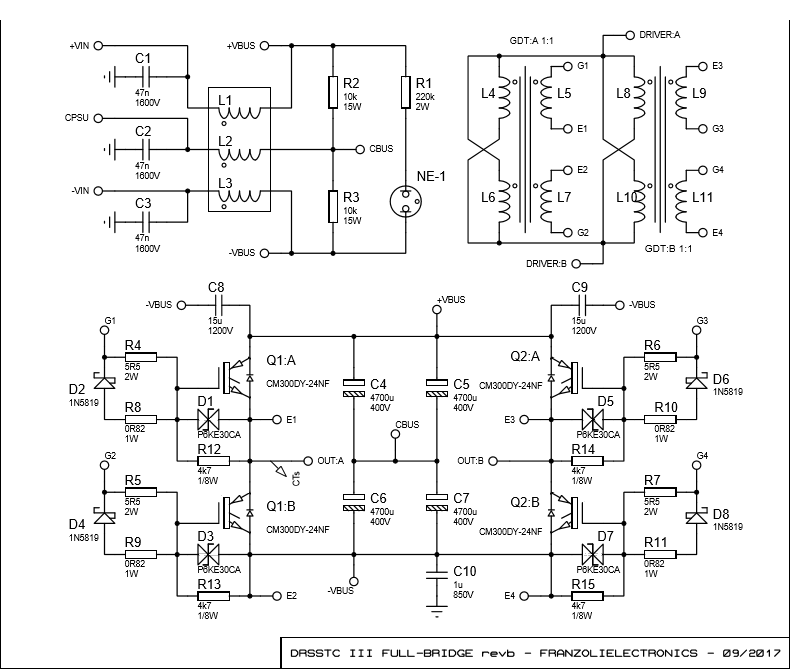 +VIN
C1
47n
1600V
CPSU
C2
47n
1600V
-VIN
C3
47n
1600V
L1
L2
L3
+VBUS
R2
10k
15W
R1
220k
2W
CBUS
NE-1
R3
10k
15W
-VBUS
GDT:A 1:1
DRIVER:A
L4
L5
G1
E1
L8
L9
E3
G3
L6
L7
E2
G2
L10
L11
G4
E4
GDT:B 1:1
DRIVER:B
-VBUS
C8
15u
1200V
+VBUS
C9
15u
1200V
-VBUS
G1
R4
5R5
2W
D2
1N5819
R8
0R82
1W
Q1:A
CM300DY-24NF
D1
P6KE30CA
E1
R12
4k7
1/8W
OUT:A
CTs
C4
4700u
400V
C5
4700u
400V
CBUS
Q2:A
CM300DY-24NF
G3
R6
5R5
2W
D6
1N5819
E3
D5
P6KE30CA
R10
0R82
1W
OUT:B
R14
4k7
1/8W
G2
R5
5R5
2W
D4
1N5819
R9
0R82
1W
Q1:B
CM300DY-24NF
D3
P6KE30CA
R13
4k7
1/8W
E2
C6
4700u
400V
C7
4700u
400V
-VBUS
C10
1u
850V
Q2:B
CM300DY-24NF
G4
R7
5R5
2W
D8
1N5819
D7
P6KE30CA
R11
0R82
1W
E4
R15
4k7
1/8W
DRSSTC III FULL-BRIDGE revb - FRANZOLIELECTRONICS - 09/2017